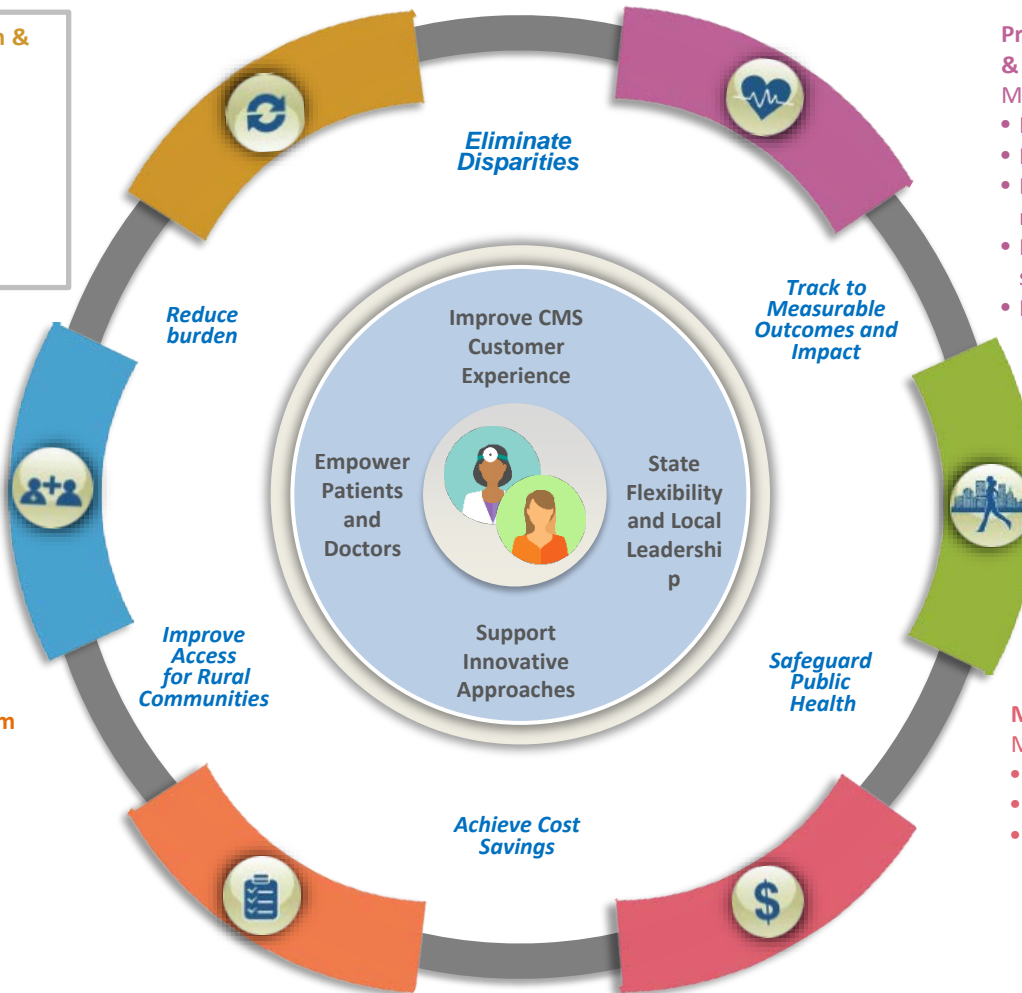 n &
Pr
&
M
Eliminate
Disparities
Reduce
burden
Track to
Measurable
Outcomes and
Impact
Improve CMS
Customer
Experience
Empower
Patients
and
Doctors
State
Flexibility
and Local
Leadershi
p
Support
Innovative
Approaches
Improve
Access
for Rural
Communities
Safeguard
Public
Health
m
M
M
Achieve Cost
Savings
$